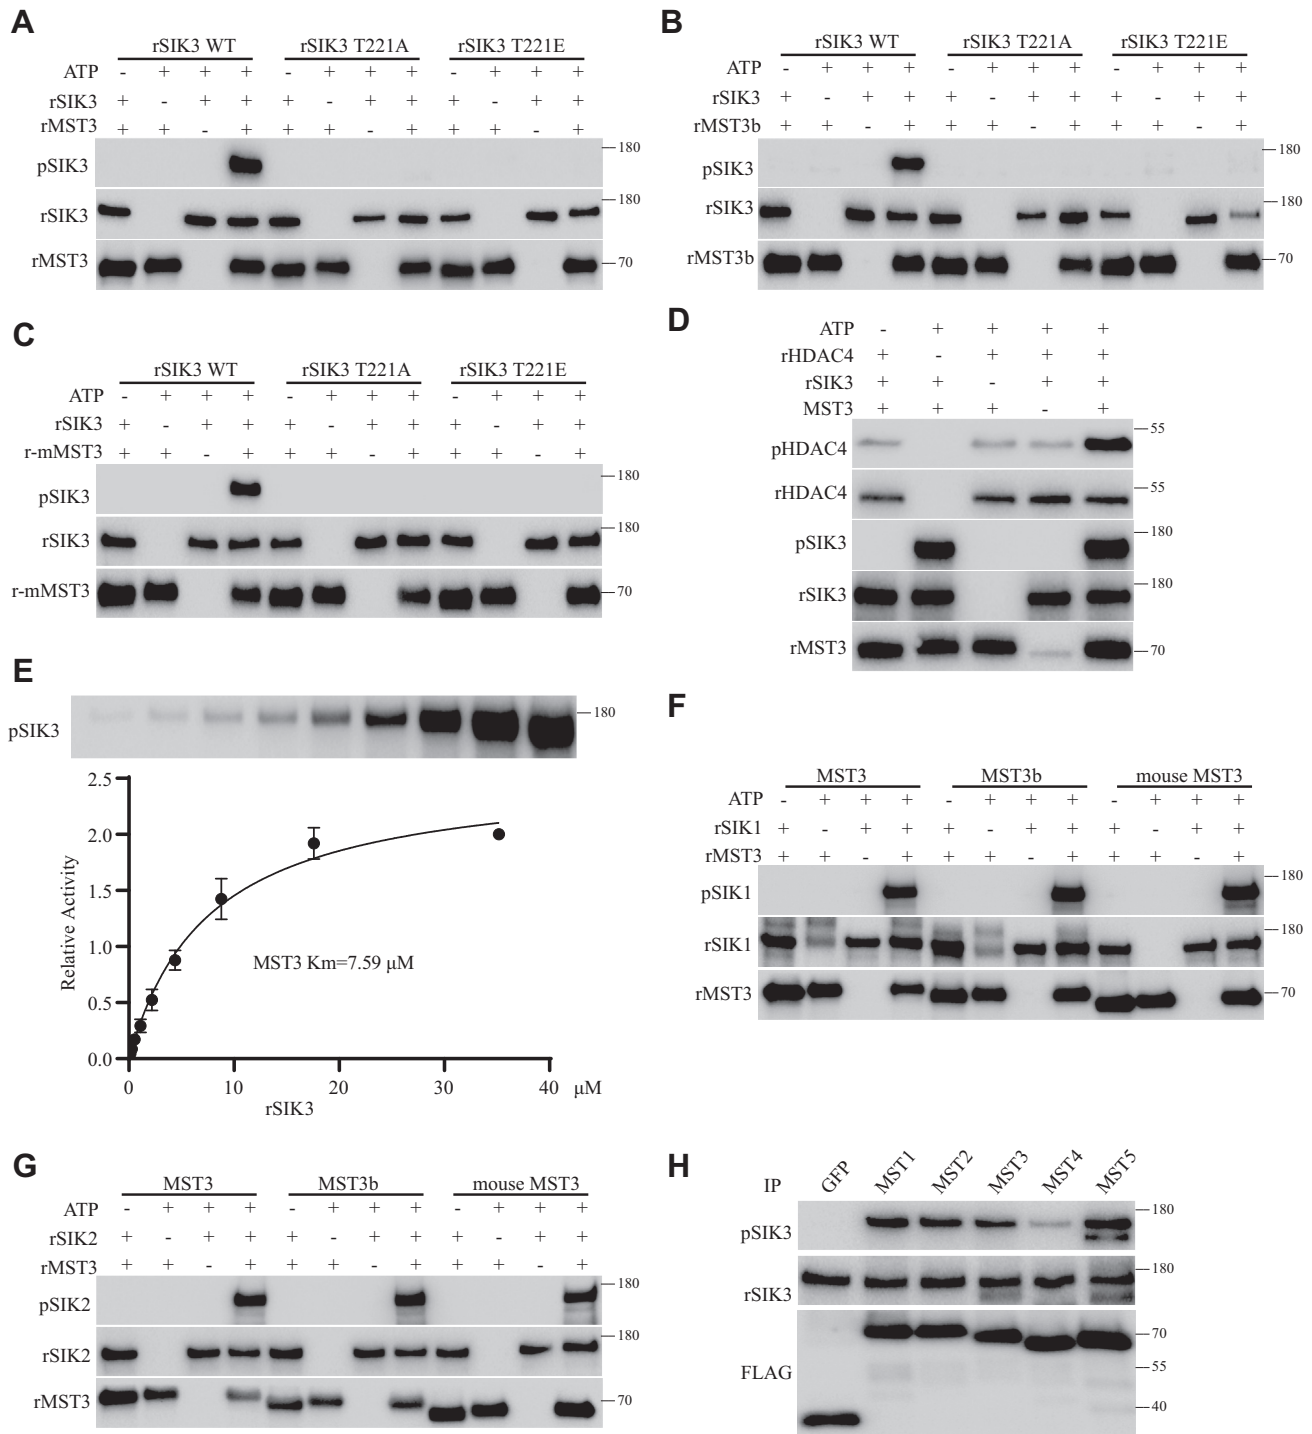 A
rSIK3 WT rSIK3 T221A rSIK3 T221E
ATP - + + + - + + + - + + +
rSIK3 + - + + + - + + + - + +
rMST3 + + - + + + - + + + - +
pSIK3 180
rSIK3 180
rMST3 70
B
rSIK3 WT rSIK3 T221A rSIK3 T221E
ATP - + + + - + + + - + + +
rSIK3 + - + + + - + + + - + +
rMST3b + + - + + + - + + + - +
pSIK3 180
rSIK3 180
rMST3b 70
C
rSIK3 WT rSIK3 T221A rSIK3 T221E
ATP - + + + - + + + - + + +
rSIK3 + - + + + - + + + - + +
r-mMST3 + + - + + + - + + + - +
pSIK3 180
rSIK3 180
r-mMST3 70
D
ATP - + + + +
rHDAC4 + - + + +
rSIK3 + + - + +
MST3 + + + - +
pHDAC4 55
rHDAC4 55
pSIK3 180
rSIK3 180
rMST3 70
E
pSIK3 180
Relative Activity
2.5
2.0
1.5
1.0
0.5
0.0
MST3 Km=7.59 μM
0 10 20 30 40 μM
rSIK3
F
MST3 MST3b mouse MST3
ATP - + + + - + + + - + + +
rSIK1 + - + + + - + + + - + +
rMST3 + + - + + + - + + + - +
pSIK1 180
rSIK1 180
rMST3 70
G
MST3 MST3b mouse MST3
ATP - + + + - + + + - + + +
rSIK2 + - + + + - + + + - + +
rMST3 + + - + + + - + + + - +
pSIK2 180
rSIK2 180
rMST3 70
H
IP GFP MST1 MST2 MST3 MST4 MST5
pSIK3 180
rSIK3 180
FLAG 70
55
40